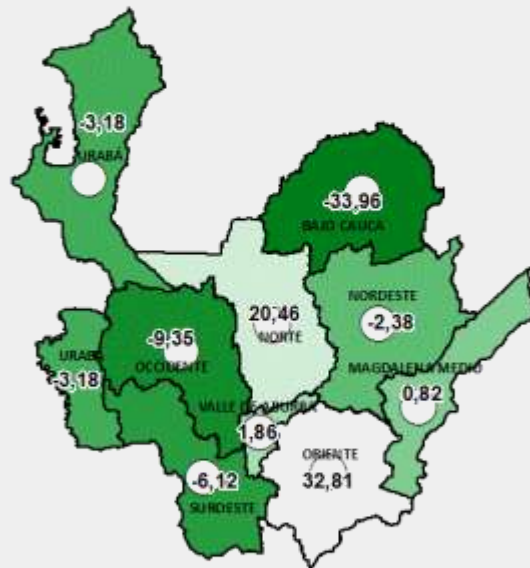 -3,18
URABÁ
-33,96
BAJO CAUCA
NORDESTE
20,46
-2,38
NORTE
-9,35
URABÁ
OCCIDENTE
MAGDALENA MEDIO
-3,18
0,82
VALLE DE ABURRA
1,86
ORIENTE
32,81
-6,12
SUROESTE